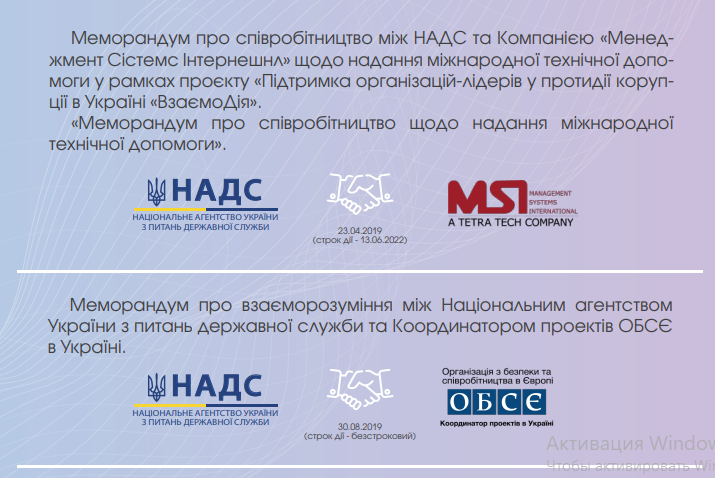 Меморандум про співробітництво між НАДС та Компанією «Менед-
жмент Сістемс Інтернешнл» щодо надання міжнародної технічної допо-
моги у рамках проєкту «Підтримка організацій-лідерів у протидії коруп-
ції в Україні «ВзаємоДія».
«Меморандум про співробітництво щодо надання міжнародної
технічної допомоги».
НАДС
НАЦІОНАЛЬНЕ АГЕНТСТВО УКРАЇНИ
З ПИТАНЬ ДЕРЖАВНОЇ СЛУЖБИ
23.04.2019
(строк дії - 13.06.2022)
MSI
MANAGEMENT
SYSTEMS
INTERNATIONAL
A TETRA TECH COMPANY
Меморандум про взаєморозуміння між Національним агентством
України з питань державної служби та Координатором проектів ОБСЄ
в Україні.
НАДС
НАЦІОНАЛЬНЕ АГЕНТСТВО УКРАЇНИ
З ПИТАНЬ ДЕРЖАВНОЇ СЛУЖБИ
30.08.2019
(строк дії - безстроковий)
Організація з безпеки та
співробітництва в Європі
ОБСЄ
Координатор проектів в Україні
Активация Window
Чтобы активировать Win